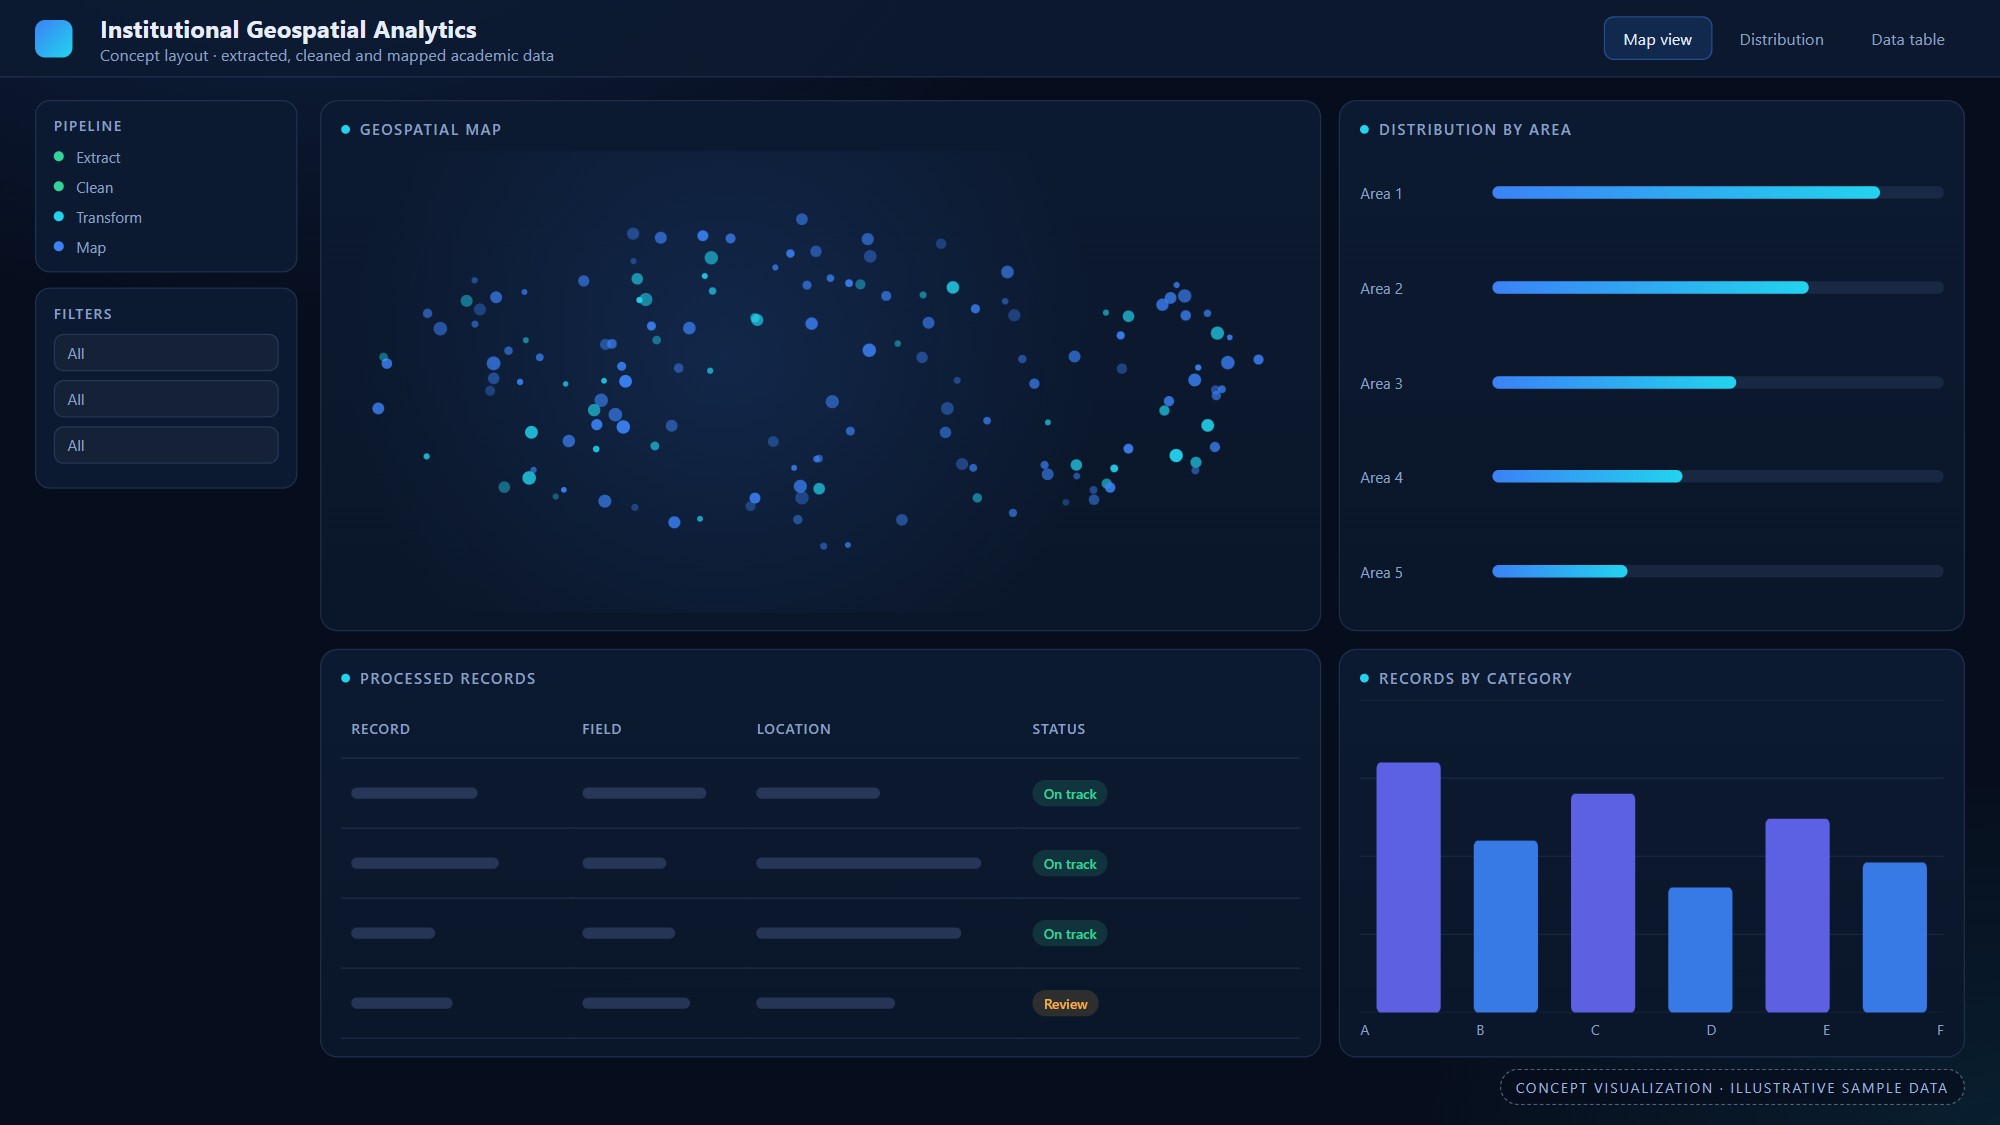 Institutional Geospatial Analytics
Concept layout · extracted, cleaned and mapped academic data
Map view
Distribution
Data table
PIPELINE
Extract
Clean
Transform
Map
FILTERS
All
All
All
GEOSPATIAL MAP
DISTRIBUTION BY AREA
Area 1
Area 2
Area 3
Area 4
Area 5
PROCESSED RECORDS
RECORD FIELD LOCATION STATUS
On track
On track
On track
Review
RECORDS BY CATEGORY
A B C D E F
CONCEPT VISUALIZATION · ILLUSTRATIVE SAMPLE DATA